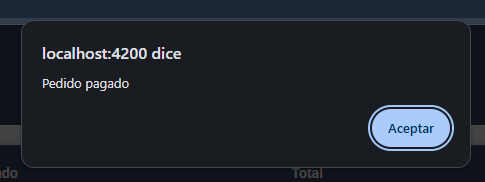 localhost:4200 dice
Pedido pagado
Aceptar
Total